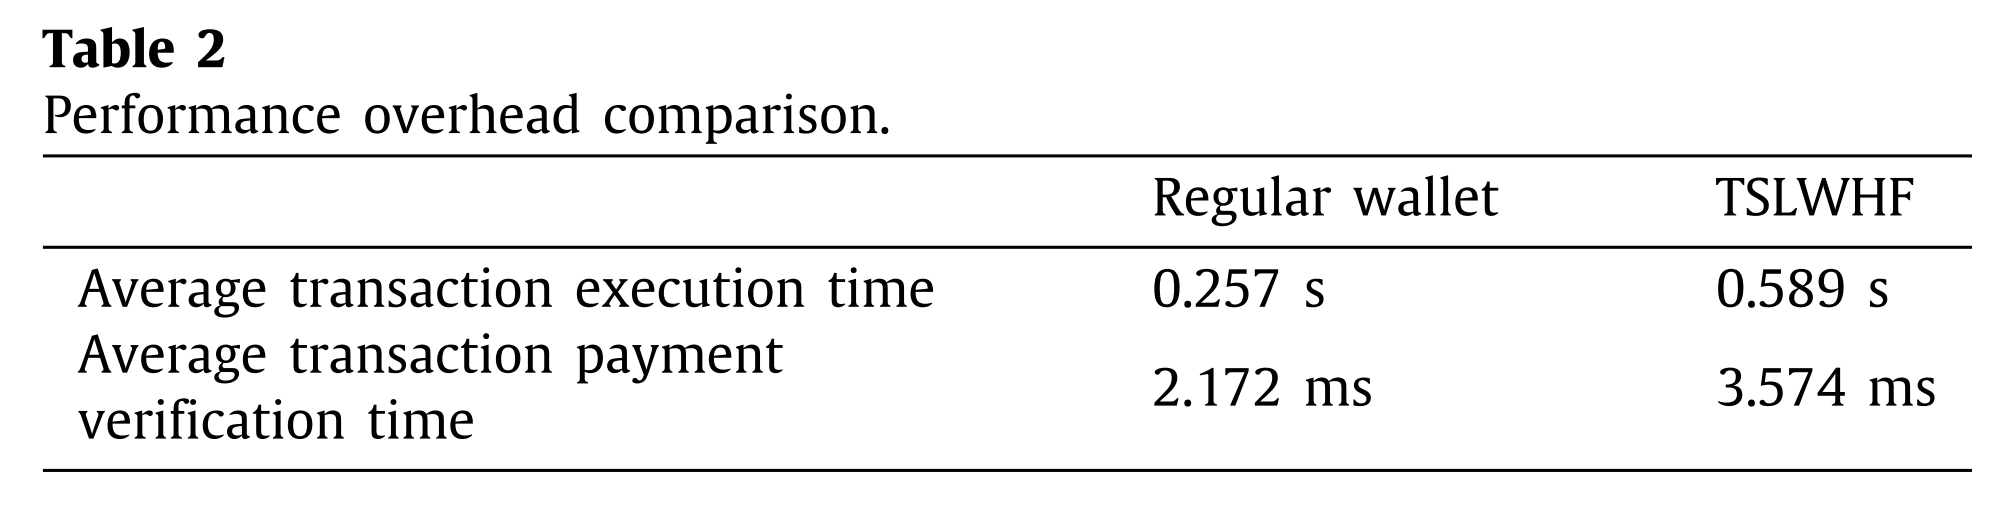 Table 2
Performance overhead comparison.
Regular wallet TSLWHF
Average transaction execution time 0.257 s 0.589 s
Average transaction payment
verification time 2.172 ms 3.574 ms